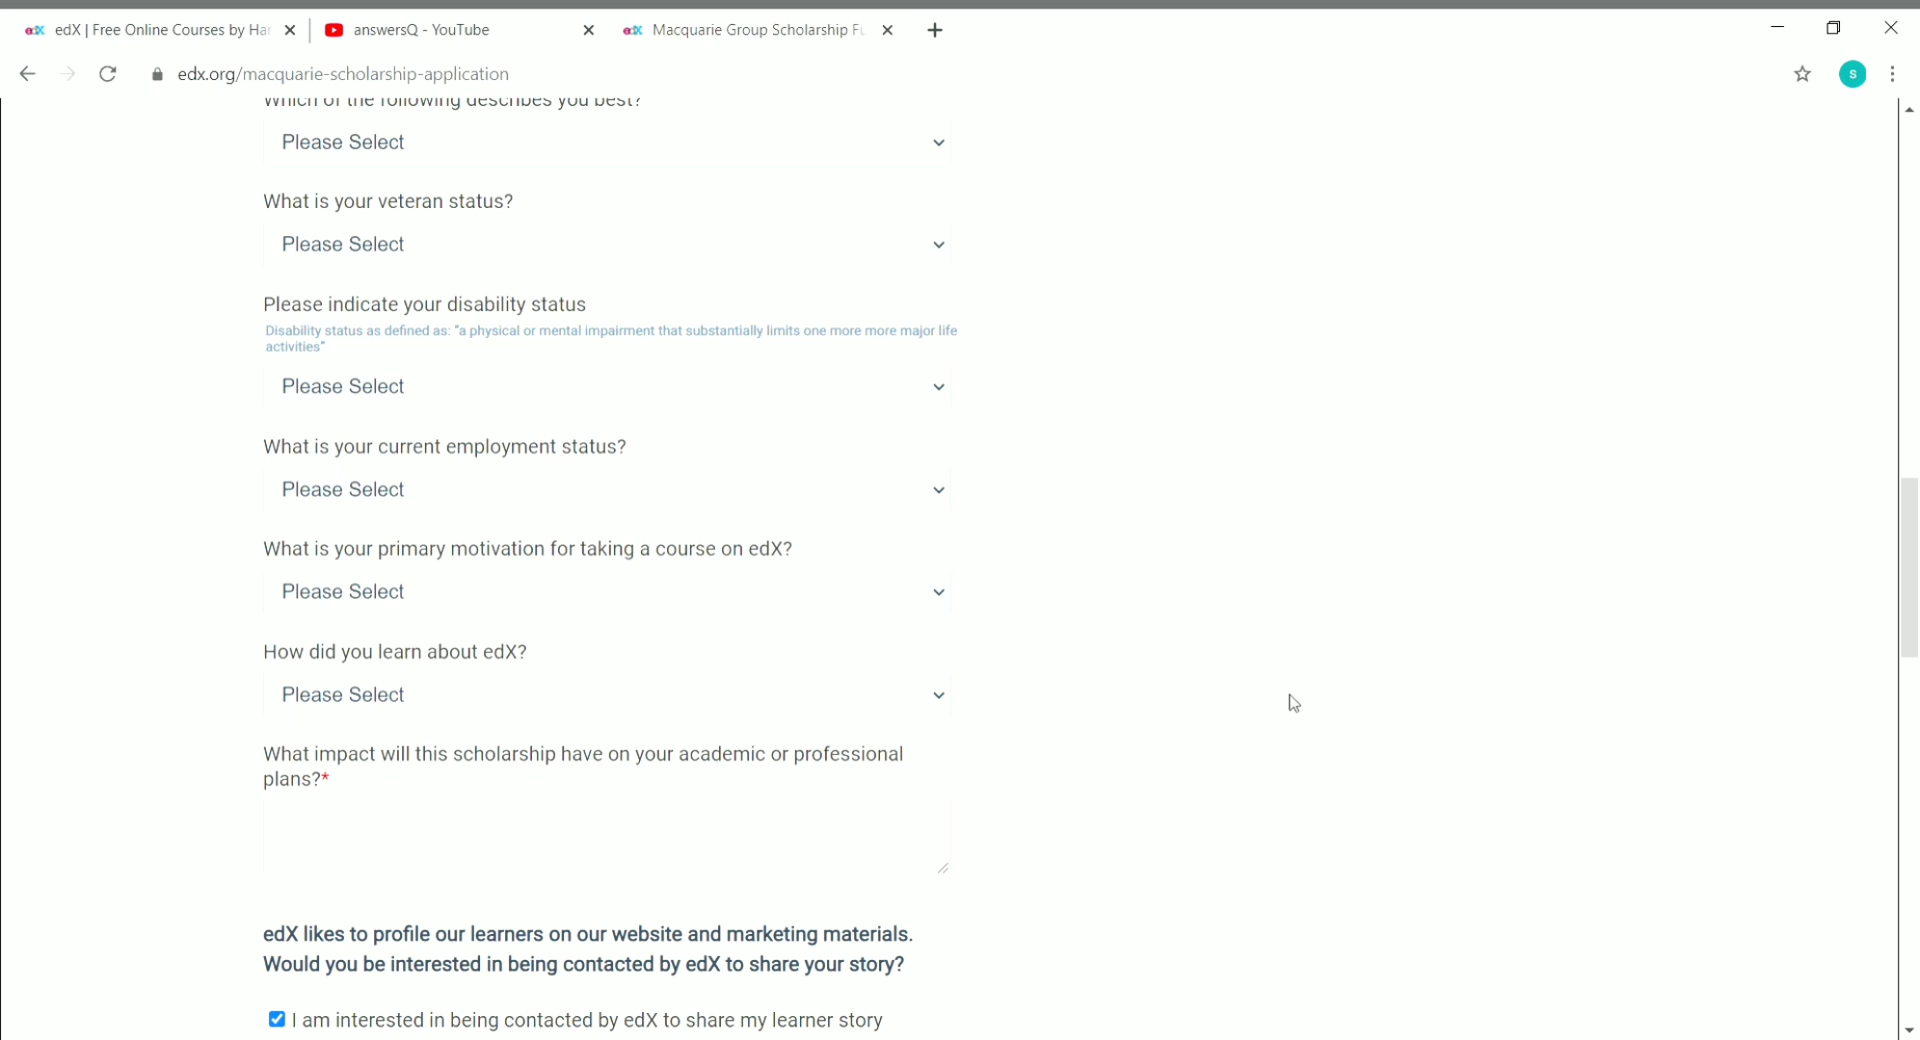 edX | Free Online Courses by Har
answersQ - YouTube
edX Macquarie Group Scholarship Fu
edx.org/macquarie-scholarship-application
S
Which of the following describes you best?
Please Select
What is your veteran status?
Please Select
Please indicate your disability status
Disability status as defined as: "a physical or mental impairment that substantially limits one more more major life
activities"
Please Select
What is your current employment status?
Please Select
What is your primary motivation for taking a course on edX?
Please Select
How did you learn about edX?
Please Select
What impact will this scholarship have on your academic or professional
plans?*
edX likes to profile our learners on our website and marketing materials.
Would you be interested in being contacted by edX to share your story?
I am interested in being contacted by edX to share my learner story